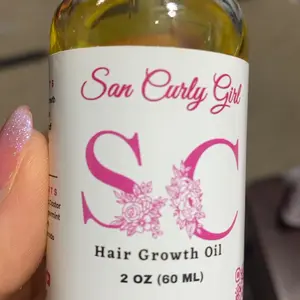 San Curly Girl
SC
Hair Growth Oil
2 OZ (60 ML)